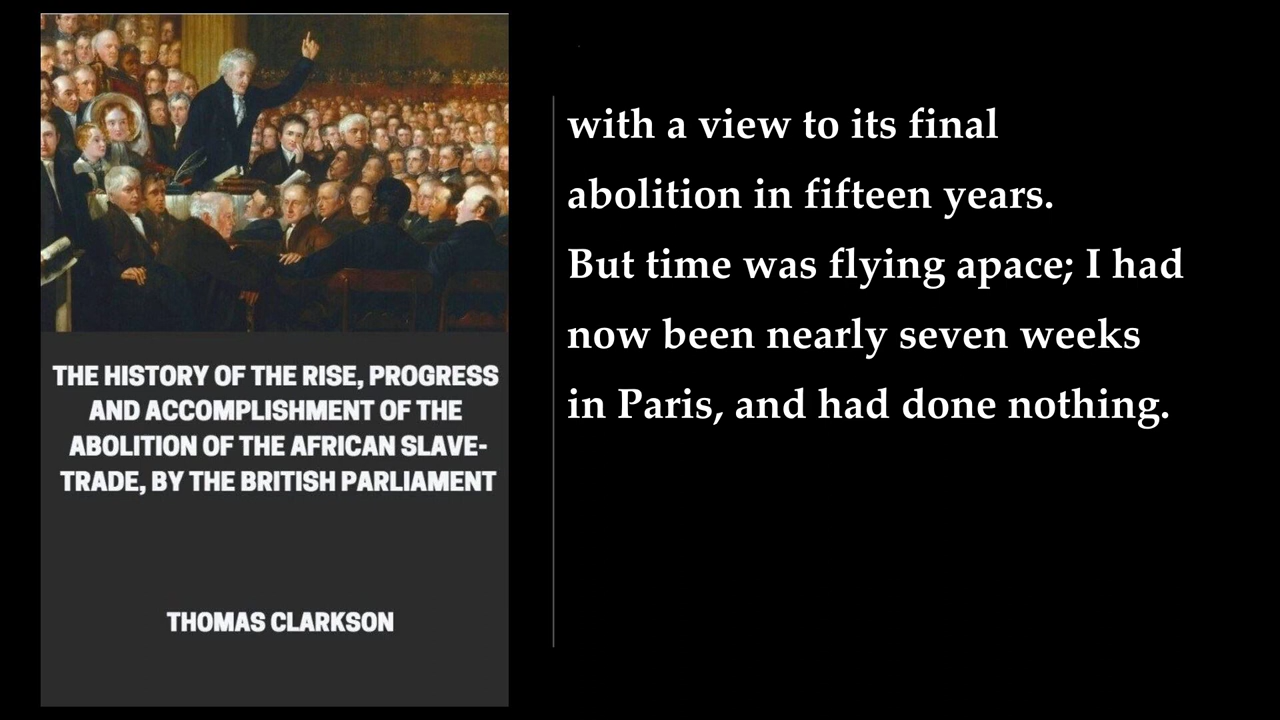 THE HISTORY OF THE RISE, PROGRESS
AND ACCOMPLISHMENT OF THE
ABOLITION OF THE AFRICAN SLAVE-
TRADE, BY THE BRITISH PARLIAMENT
THOMAS CLARKSON
with a view to its final
abolition in fifteen years.
But time was flying apace; I had
now been nearly seven weeks
in Paris, and had done nothing.